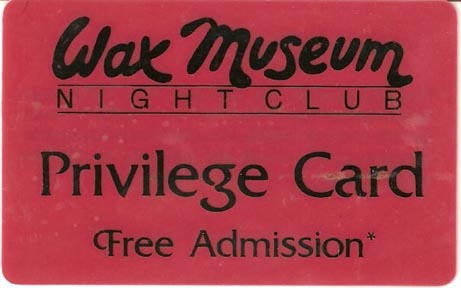 Wax Museum
NIGHTCLUB
Privilege Card
Free Admission*